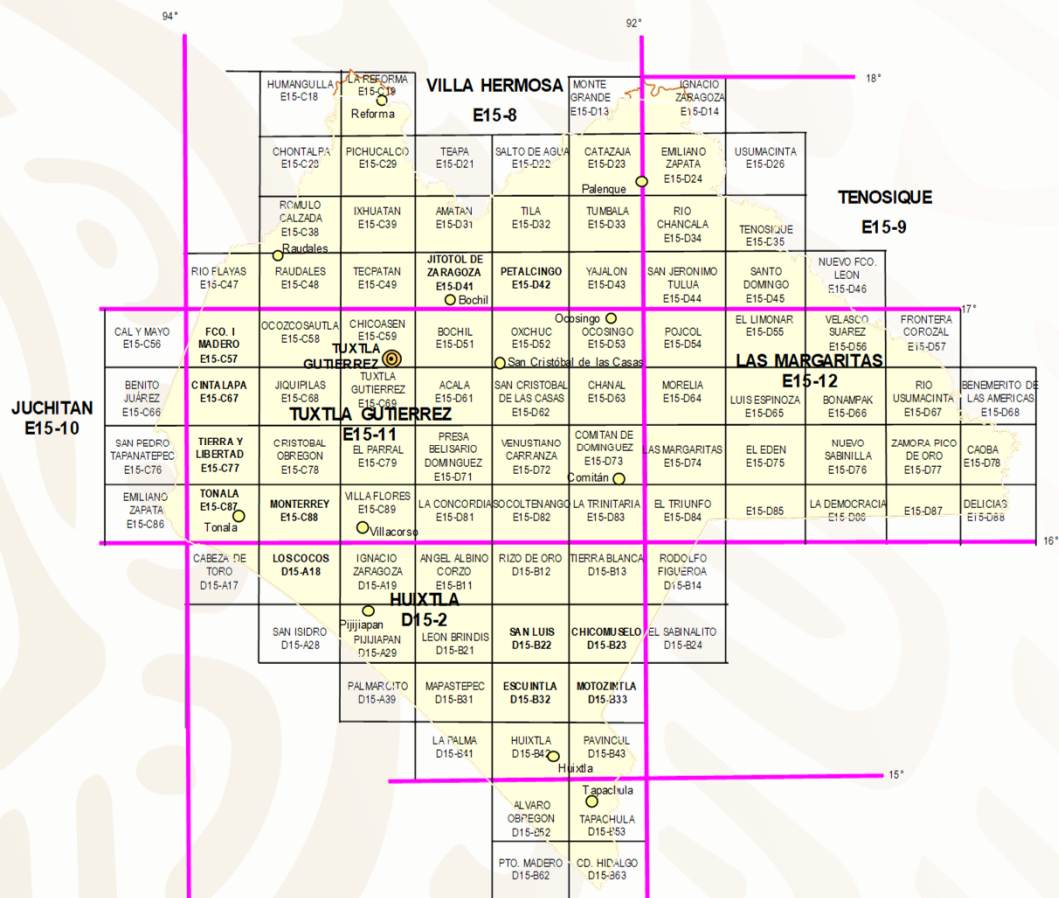 94°
92°
18°
HUMANGUILLA
E15-C18
LA REFORMA
E15-C19
Reforma
VILLA HERMOSA
E15-8
MONTE
GRANDE
E15-D13
IGNACIO
ZARAGOZA
E15-D14
CHONTALPA
E15-C28
PICHUCALCO
E15-C29
TEAPA
E15-D21
SALTO DE AGUA
E15-D22
CATAZAJA
E15-D23
EMILIANO
ZAPATA
E15-D24
USUMACINTA
E15-D26
Palenque
TENOSIQUE
E15-9
ROMULO
CALZADA
E15-C38
IXHUATAN
E15-C39
AMATAN
E15-D31
TILA
E15-D32
TUMBALA
E15-D33
RIO
CHANCALA
E15-D34
TENOSIQUE
E15-E35
Raudales
RIO PLAYAS
E15-C47
RAUDALES
E15-C48
TECPATAN
E15-C49
JITOTOL DE
ZARAGOZA
E15-D41
Bochil
PETALCINGO
E15-D42
YAJALON
E15-D43
SAN JERONIMO
TULUA
E15-D44
SANTO
DOMINGO
E15-D45
NUEVO FCO.
LEON
E15-D46
17°
CAL Y MAYO
E15-C56
FCO. I
MADERO
E15-C57
OCOZCOSAUTLA
E15-C58
CHICOASEN
E15-C59
TUXTLA
GUTIERREZ
BOCHIL
E15-D51
OXCHUC
E15-D52
Ocosingo
OCOSINGO
E15-D53
POJCOL
E15-D54
EL LIMONAR
E15-D55
VELASCO
SUAREZ
E15-D56
FRONTERA
COROZAL
E15-D57
San Cristóbal de las Casas
LAS MARGARITAS
E15-12
JUCHITAN
E15-10
BENITO
JUÁREZ
E15-C66
CINTALAPA
E15-C67
JIQUIPILAS
E15-C68
TUXTLA
GUTIERREZ
E15-C69
ACALA
E15-D61
SAN CRISTOBAL
DE LAS CASAS
E15-D62
CHANAL
E15-D63
MORELIA
E15-D64
LUIS ESPINOZA
E15-D65
BONAMPAK
E15-D66
RIO
USUMACINTA
E15-D67
BENEMERITO DE
LAS AMERICAS
E15-D68
TUXTLA GUTIERREZ
E15-11
SAN PEDRO
TAPANATEPEC
E15-C76
TIERRA Y
LIBERTAD
E15-C77
CRISTOBAL
OBREGON
E15-C78
EL PARRAL
E15-C79
PRESA
BELISARIO
DOMINGUEZ
E15-D71
VENUSTIANO
CARRANZA
E15-D72
COMITAN DE
DOMINGUEZ
E15-D73
Comitán
LAS MARGARITAS
E15-D74
EL EDEN
E15-D75
NUEVO
SABINILLA
E15-D76
ZAMORA PICO
DE ORO
E15-D77
CAOBA
E15-D78
EMILIANO
ZAPATA
E15-C86
TONALA
E15-C87
Tonala
MONTERREY
E15-C88
VILLA FLORES
E15-C89
Villacorso
LA CONCORDIA
E15-D81
SOCOLTENANGO
E15-D82
LA TRINITARIA
E15-D83
EL TRIUNFO
E15-D84
E15-D85
LA DEMOCRACIA
E15-D86
E15-D87
DELICIAS
E15-D88
16°
CABEZA DE
TORO
D15-A17
LOS COCOS
D15-A18
IGNACIO
ZARAGOZA
D15-A19
ANGEL ALBINO
CORZO
E15-B11
RIZO DE ORO
D15-B12
TIERRA BLANCA
D15-B13
RODOLFO
FIGUEROA
D15-B14
HUIXTLA
D15-2
SAN ISIDRO
D15-A28
Pijijiapan
PIJIJIAPAN
D15-A29
LEON BRINDIS
D15-B21
SAN LUIS
D15-B22
CHICOMUSELO
D15-B23
EL SABINALITO
D15-B24
PALMARCITO
D15-A39
MAPASTEPEC
D15-B31
ESCUINTLA
D15-B32
MOTOZINTLA
D15-B33
LA PALMA
D15-B41
HUIXTLA
D15-B42
Huixtla
PAVINCUL
D15-B43
15°
ALVARO
OBREGON
D15-B52
Tapachula
TAPACHULA
D15-B53
PTO. MADERO
D15-B62
CD. HIDALGO
D15-B63